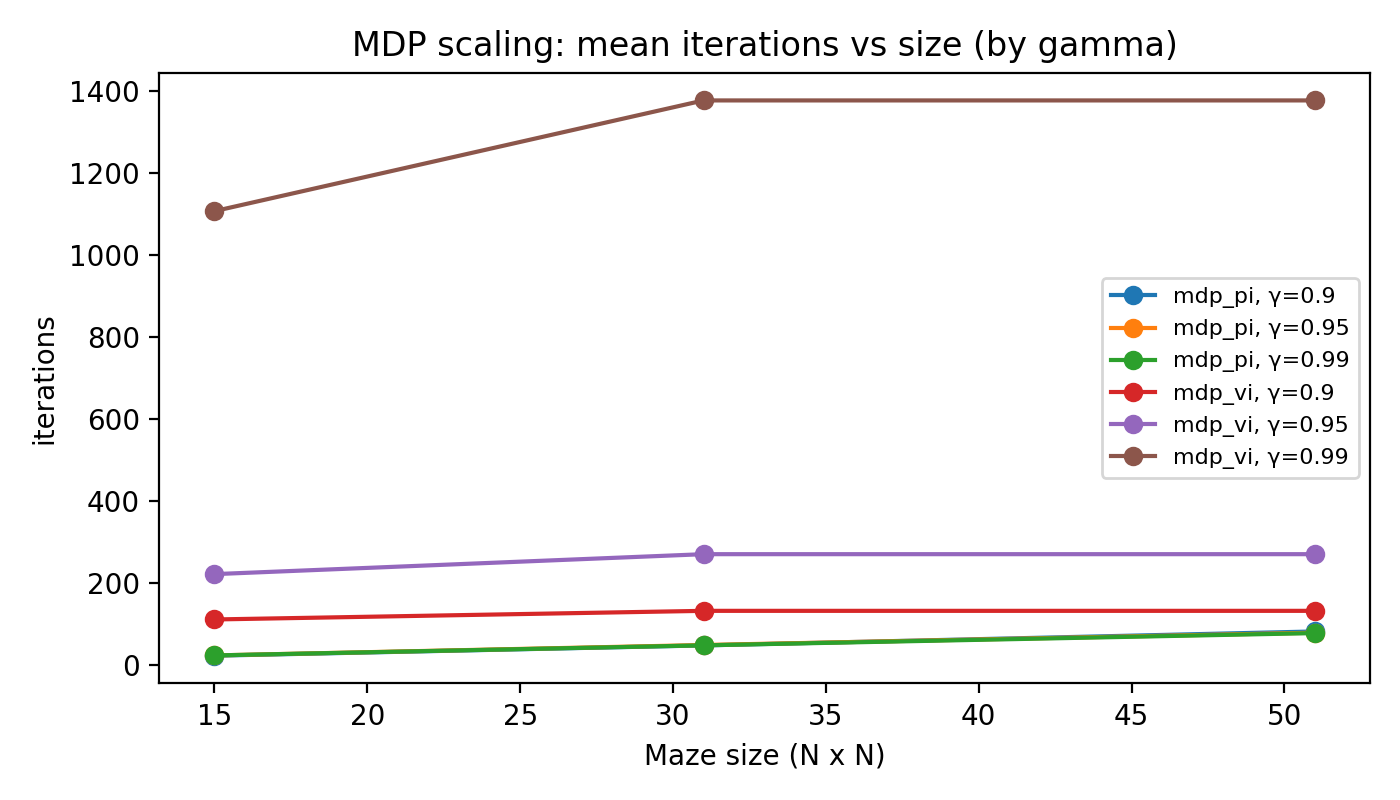 MDP scaling: mean iterations vs size (by gamma)
1400
1200
1000
800
600
400
200
0
iterations
mdp_pi, γ=0.9
mdp_pi, γ=0.95
mdp_pi, γ=0.99
mdp_vi, γ=0.9
mdp_vi, γ=0.95
mdp_vi, γ=0.99
15 20 25 30 35 40 45 50
Maze size (N x N)